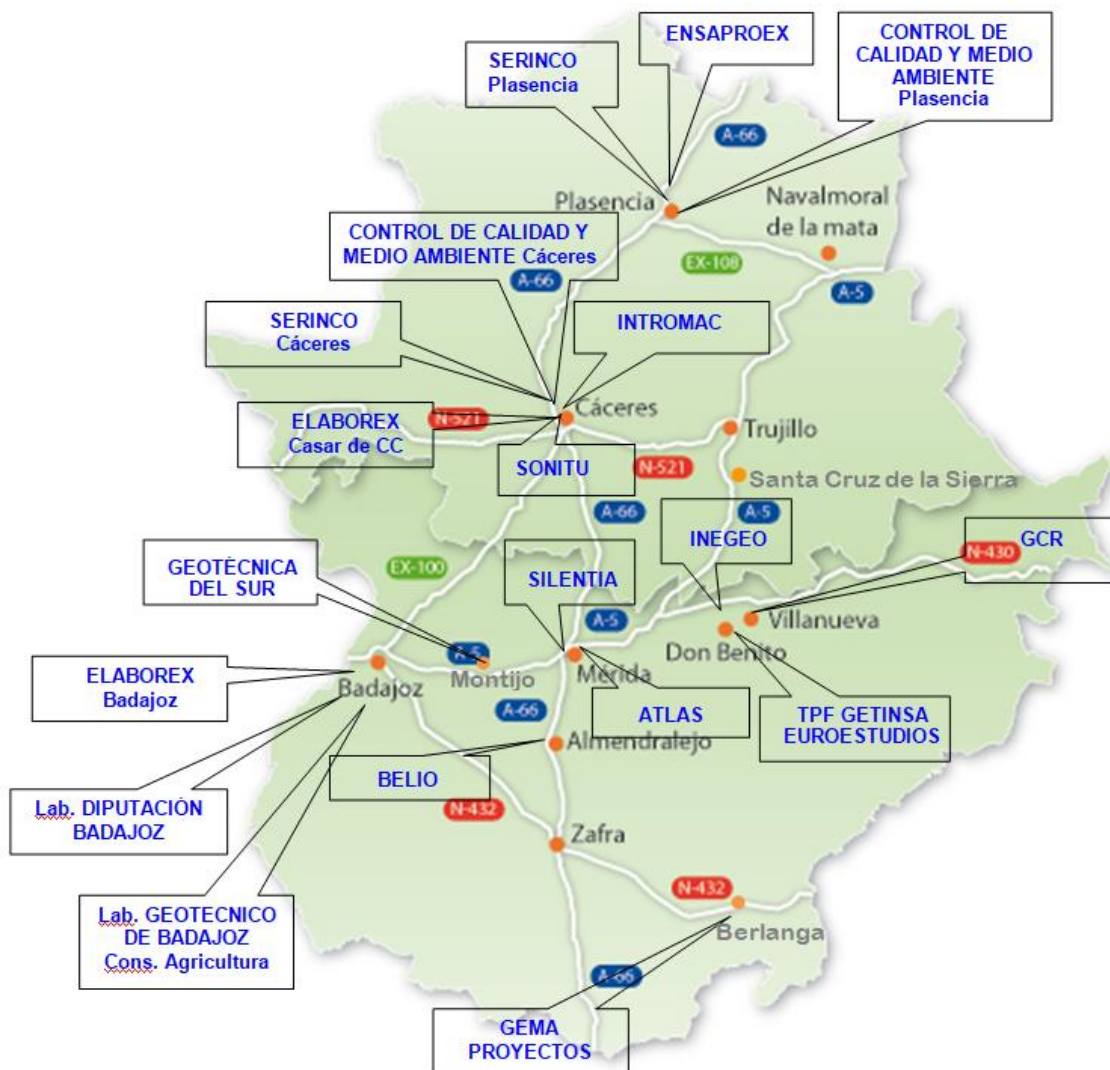 ENSAPROEX
CONTROL DE
CALIDAD Y MEDIO
AMBIENTE
Plasencia
SERINCO
Plasencia
A-66
Plasencia
Navalmoral
de la mata
CONTROL DE CALIDAD Y
MEDIO AMBIENTE Cáceres
A-66
EX-108
A-5
SERINCO
Cáceres
INTROMAC
ELABOREX
Casar de CC
N-521
Cáceres
Trujillo
SONITU
N-521
Santa Cruz de la Sierra
A-66
A-5
INEGEO
GCR
N-430
GEOTÉCNICA
DEL SUR
EX-100
SILENTIA
A-5
Villanueva
Don Benito
ELABOREX
Badajoz
Badajoz
A-5
Montijo
Mérida
A-66
ATLAS
TPF GETINSA
EUROESTUDIOS
Almendralejo
BELIO
Lab. DIPUTACIÓN
BADAJOZ
N-432
Zafra
Lab. GEOTECNICO
DE BADAJOZ
Cons. Agricultura
N-432
Berlanga
A-66
GEMA
PROYECTOS